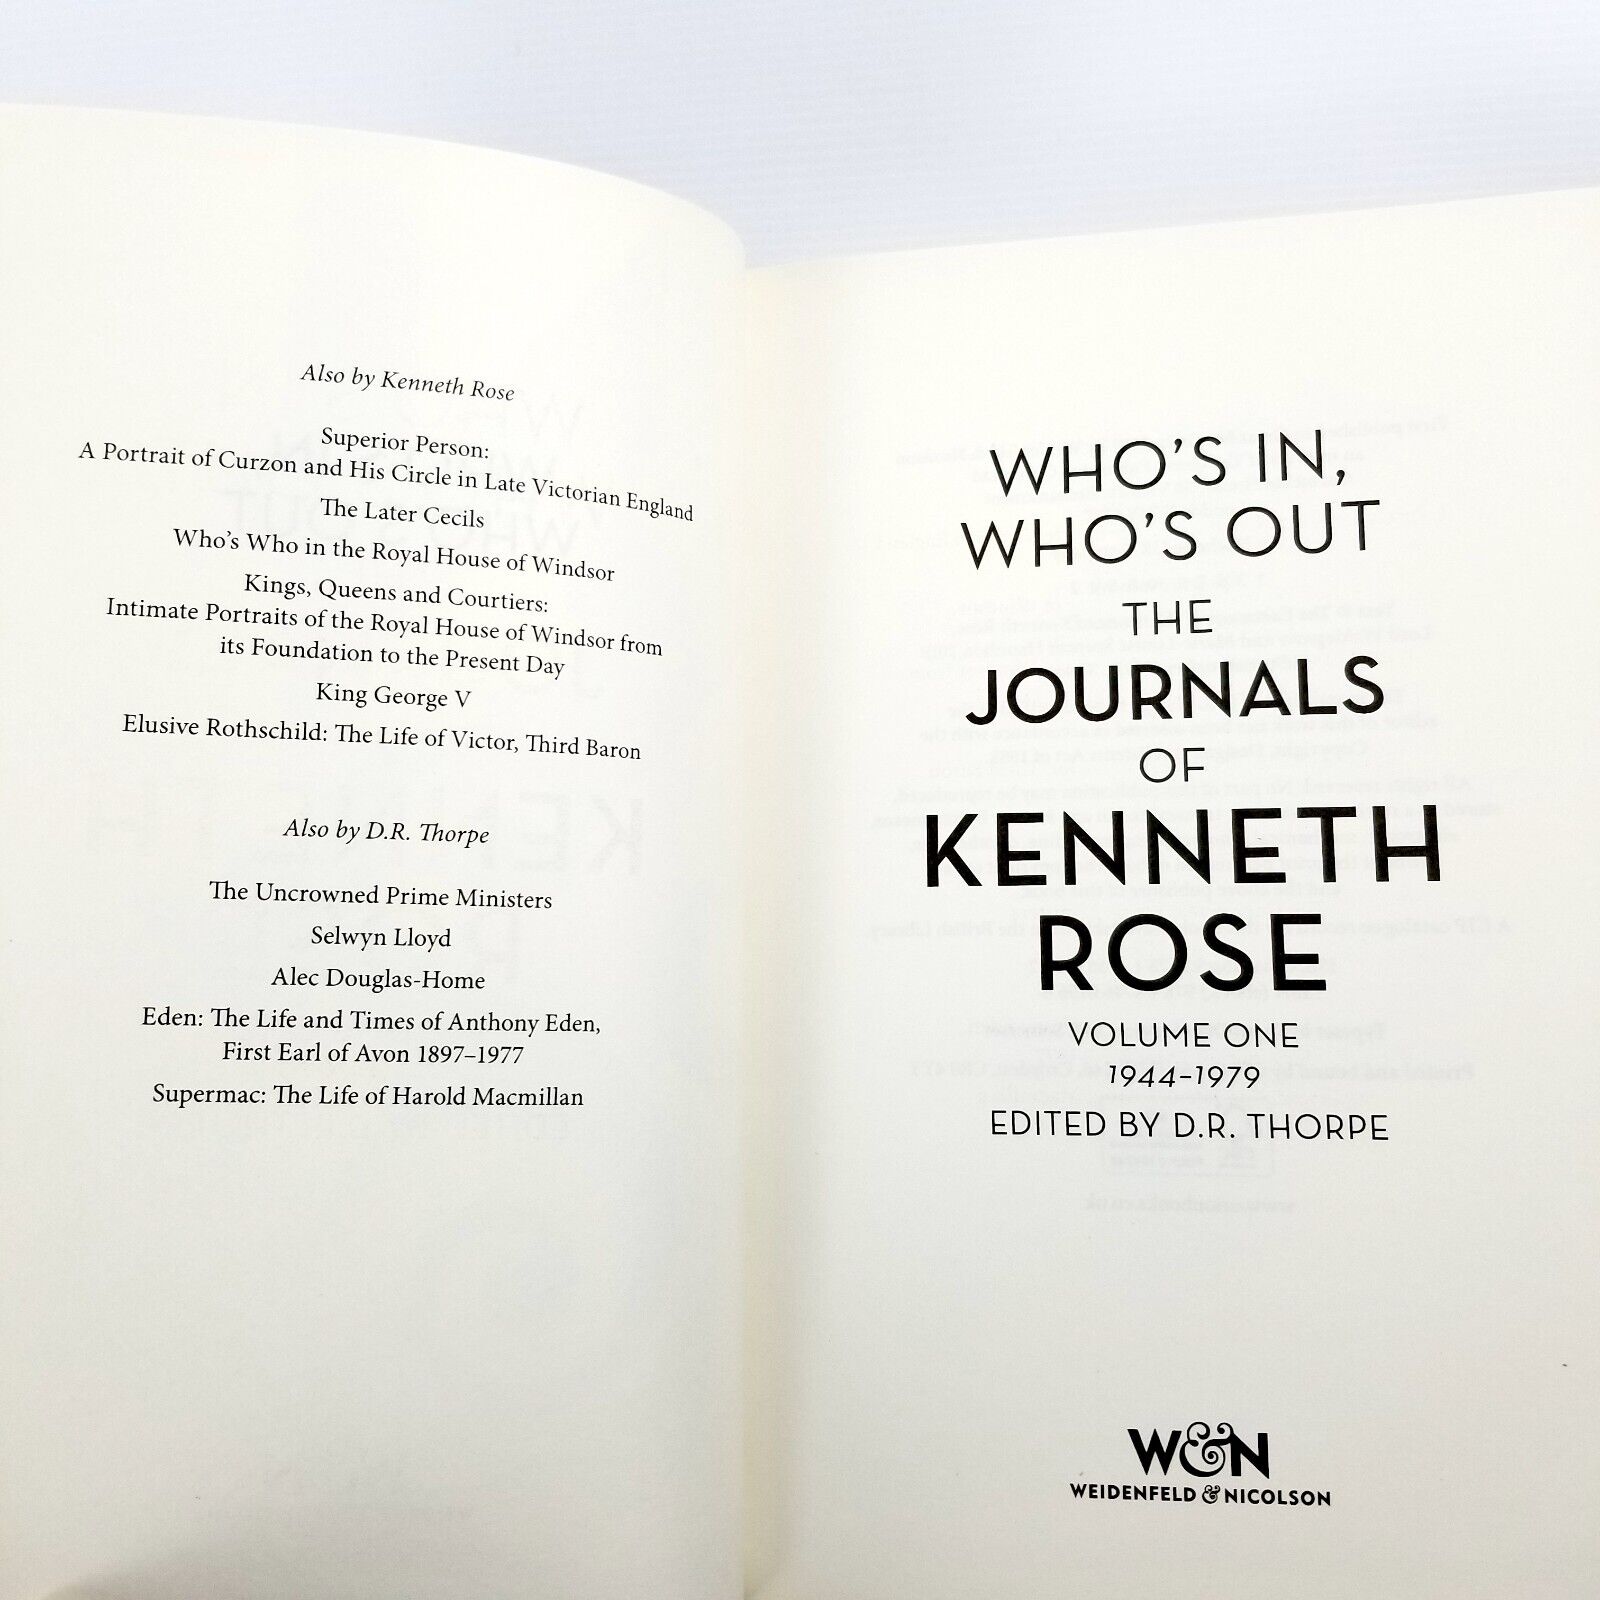 Also by Kenneth Rose
Superior Person:
A Portrait of Curzon and His Circle in Late Victorian England
The Later Cecils
Who's Who in the Royal House of Windsor
Kings, Queens and Courtiers:
Intimate Portraits of the Royal House of Windsor from
its Foundation to the Present Day
King George V
Elusive Rothschild: The Life of Victor, Third Baron
Also by D.R. Thorpe
The Uncrowned Prime Ministers
Selwyn Lloyd
Alec Douglas-Home
Eden: The Life and Times of Anthony Eden,
First Earl of Avon 1897–1977
Supermac: The Life of Harold Macmillan
WHO'S IN,
WHO'S OUT
THE
JOURNALS
OF
KENNETH
ROSE
VOLUME ONE
1944–1979
EDITED BY D.R. THORPE
W&N
WEIDENFELD & NICOLSON